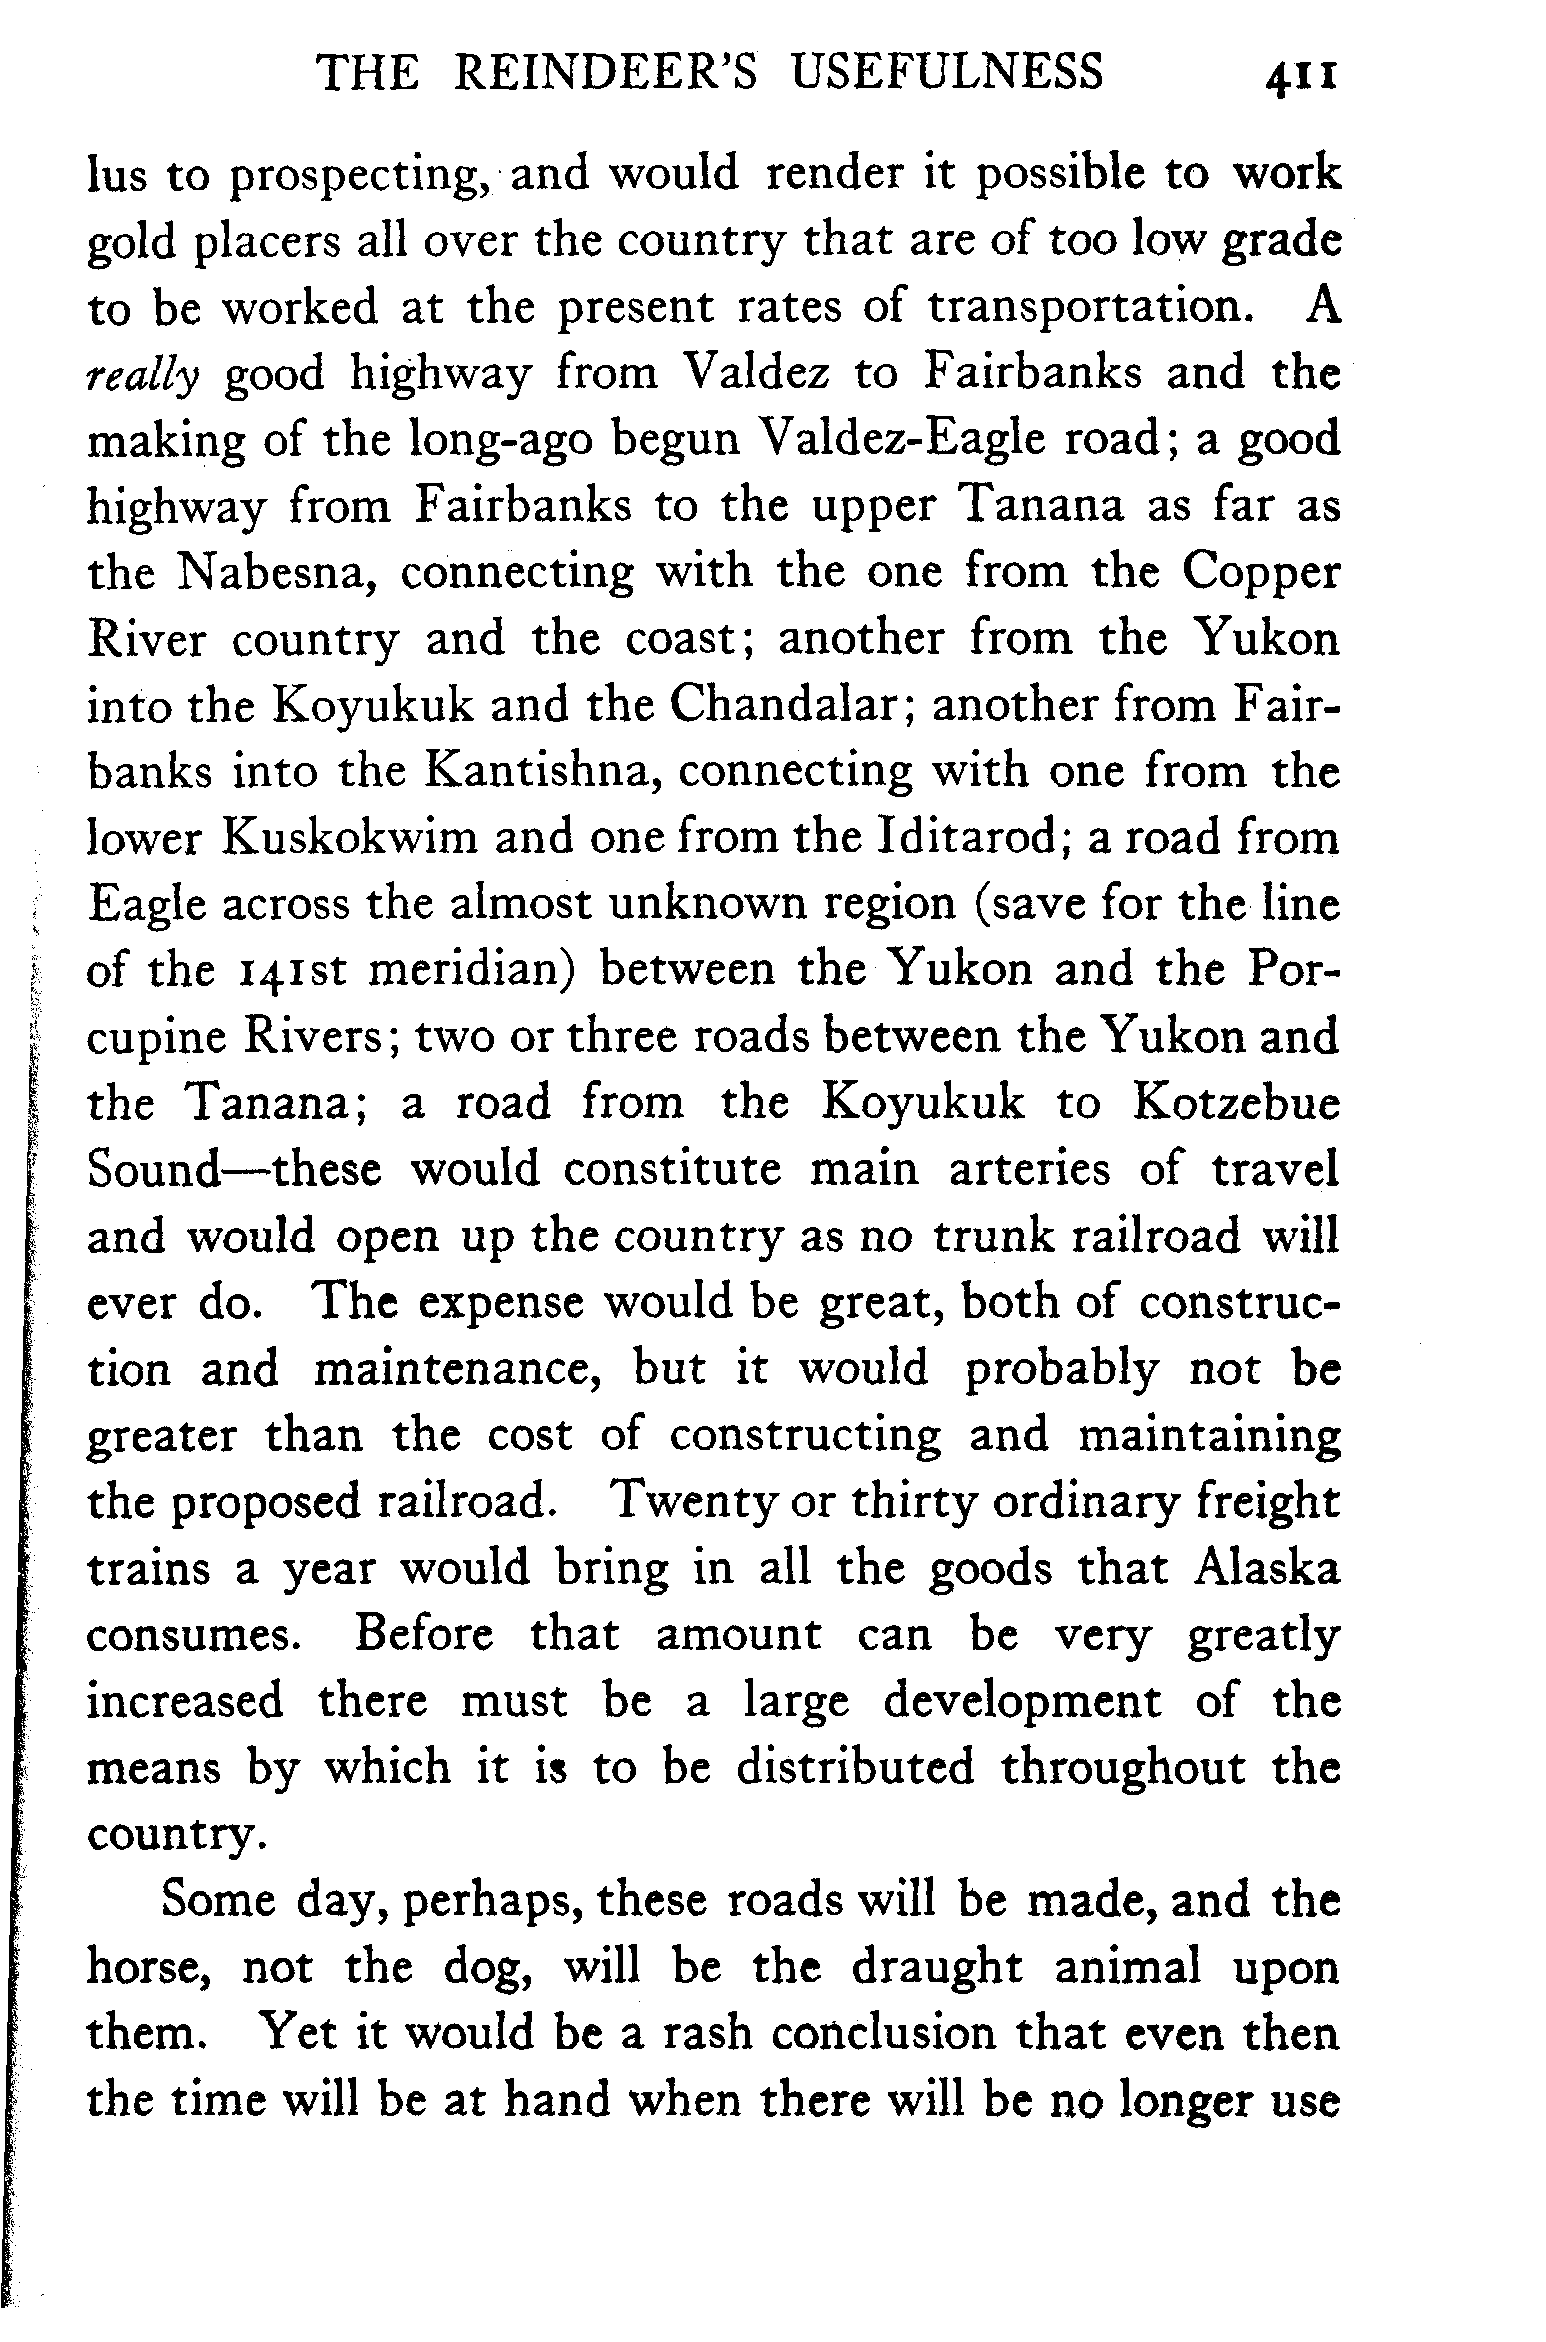 THE REINDEER'S USEFULNESS 411
lus to prospecting, and would render it possible to work
gold placers all over the country that are of too low grade
to be worked at the present rates of transportation. A
really good highway from Valdez to Fairbanks and the
making of the long-ago begun Valdez-Eagle road; a good
highway from Fairbanks to the upper Tanana as far as
the Nabesna, connecting with the one from the Copper
River country and the coast; another from the Yukon
into the Koyukuk and the Chandalar; another from Fair-
banks into the Kantishna, connecting with one from the
lower Kuskokwim and one from the Iditarod; a road from
Eagle across the almost unknown region (save for the line
of the 141st meridian) between the Yukon and the Por-
cupine Rivers; two or three roads between the Yukon and
the Tanana; a road from the Koyukuk to Kotzebue
Sound—these would constitute main arteries of travel
and would open up the country as no trunk railroad will
ever do. The expense would be great, both of construc-
tion and maintenance, but it would probably not be
greater than the cost of constructing and maintaining
the proposed railroad. Twenty or thirty ordinary freight
trains a year would bring in all the goods that Alaska
consumes. Before that amount can be very greatly
increased there must be a large development of the
means by which it is to be distributed throughout the
country.
Some day, perhaps, these roads will be made, and the
horse, not the dog, will be the draught animal upon
them. Yet it would be a rash conclusion that even then
the time will be at hand when there will be no longer use